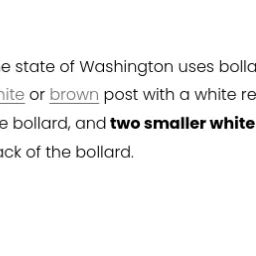 e state of Washington uses bolla
hite or brown post with a white re
e bollard, and two smaller white
ack of the bollard.